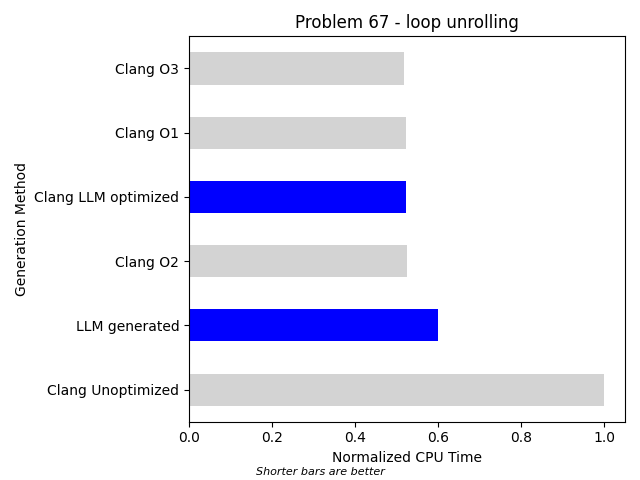 Problem 67 - loop unrolling
Generation Method
Clang O3
Clang O1
Clang LLM optimized
Clang O2
LLM generated
Clang Unoptimized
0.0 0.2 0.4 0.6 0.8 1.0
Normalized CPU Time
Shorter bars are better